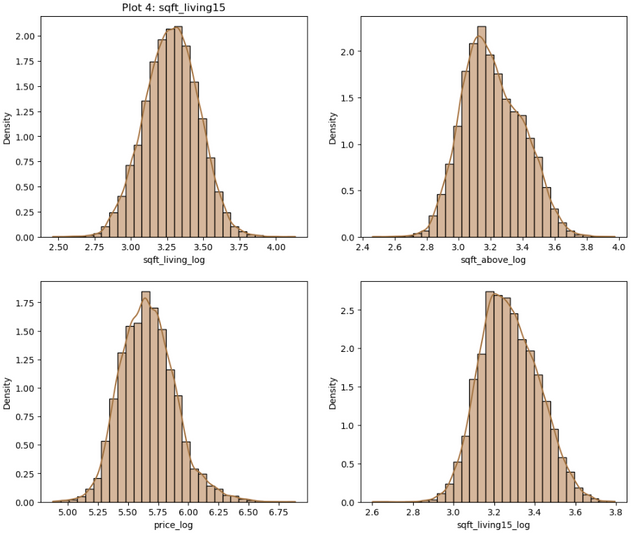 Plot 4: sqft_living15
2.00
1.75
1.50
1.25
1.00
0.75
0.50
0.25
0.00
Density
2.50 2.75 3.00 3.25 3.50 3.75 4.00
sqft_living_log
2.0
1.5
1.0
0.5
0.0
Density
2.4 2.6 2.8 3.0 3.2 3.4 3.6 3.8 4.0
sqft_above_log
1.75
1.50
1.25
1.00
0.75
0.50
0.25
0.00
Density
5.00 5.25 5.50 5.75 6.00 6.25 6.50 6.75
price_log
2.5
2.0
1.5
1.0
0.5
0.0
Density
2.6 2.8 3.0 3.2 3.4 3.6 3.8
sqft_living15_log